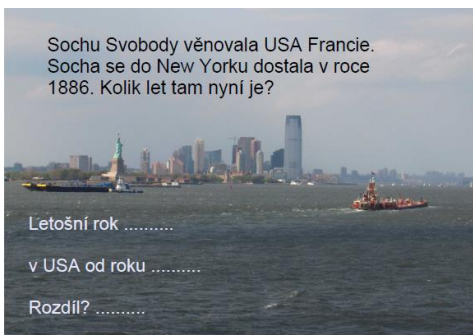 Sochu Svobody věnovala USA Francie.
Socha se do New Yorku dostala v roce
1886. Kolik let tam nyní je?
Letošní rok ..........
v USA od roku ..........
Rozdíl? ..........